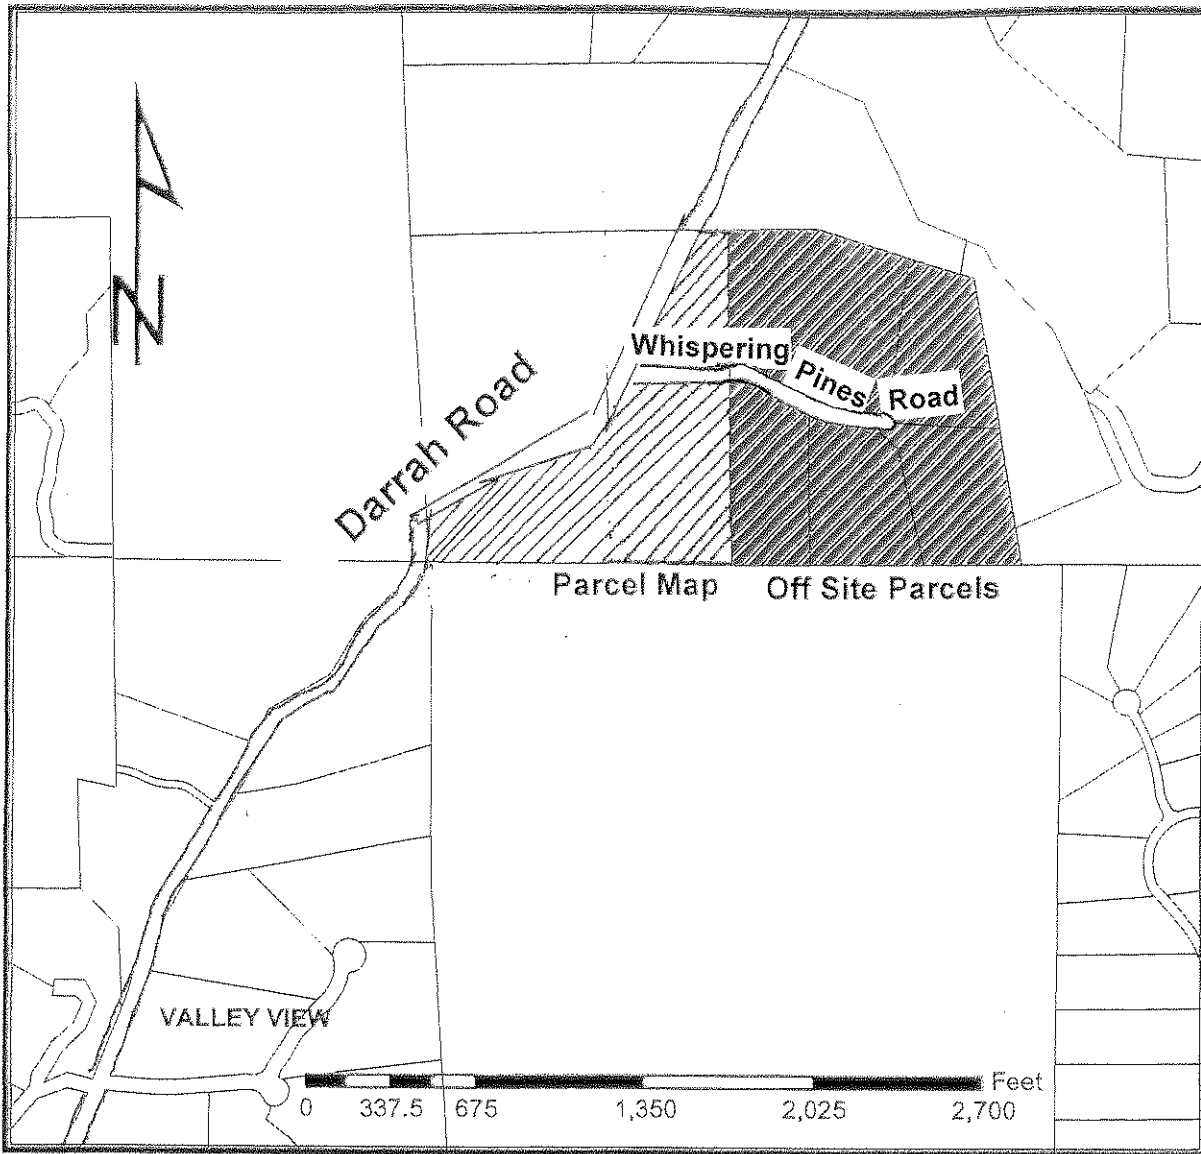 N
Whispering Pines Road
Darrah Road
Parcel Map
Off Site Parcels
VALLEY VIEW
Feet
0 337.5 675 1,350 2,025 2,700